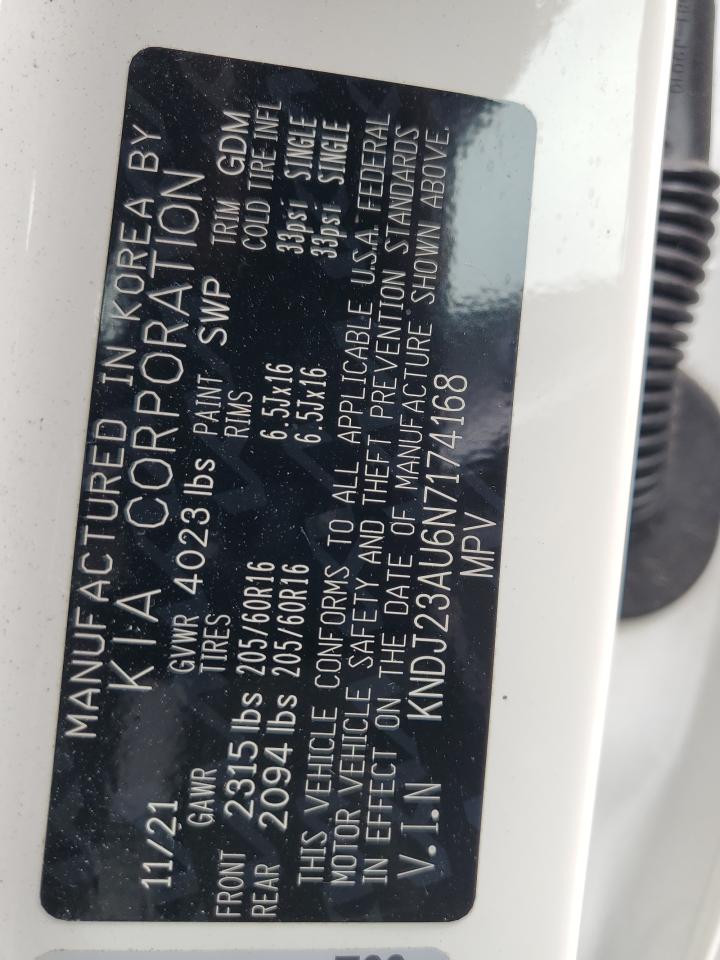 MANUFACTURED IN KOREA BY
11/21 KIA CORPORATION
GVWR 4023 lbs PAINT SWP TRIM GDM
GAWR TIRES RIMS COLD TIRE INFL
FRONT 2315 lbs 205/60R16 6.5Jx16 33psi SINGLE
REAR 2094 lbs 205/60R16 6.5Jx16 33psi SINGLE
THIS VEHICLE CONFORMS TO ALL APPLICABLE U.S.A. FEDERAL
MOTOR VEHICLE SAFETY AND THEFT PREVENTION STANDARDS
IN EFFECT ON THE DATE OF MANUFACTURE SHOWN ABOVE.
V.I.N KNDJ23AU6N7174168
MPV